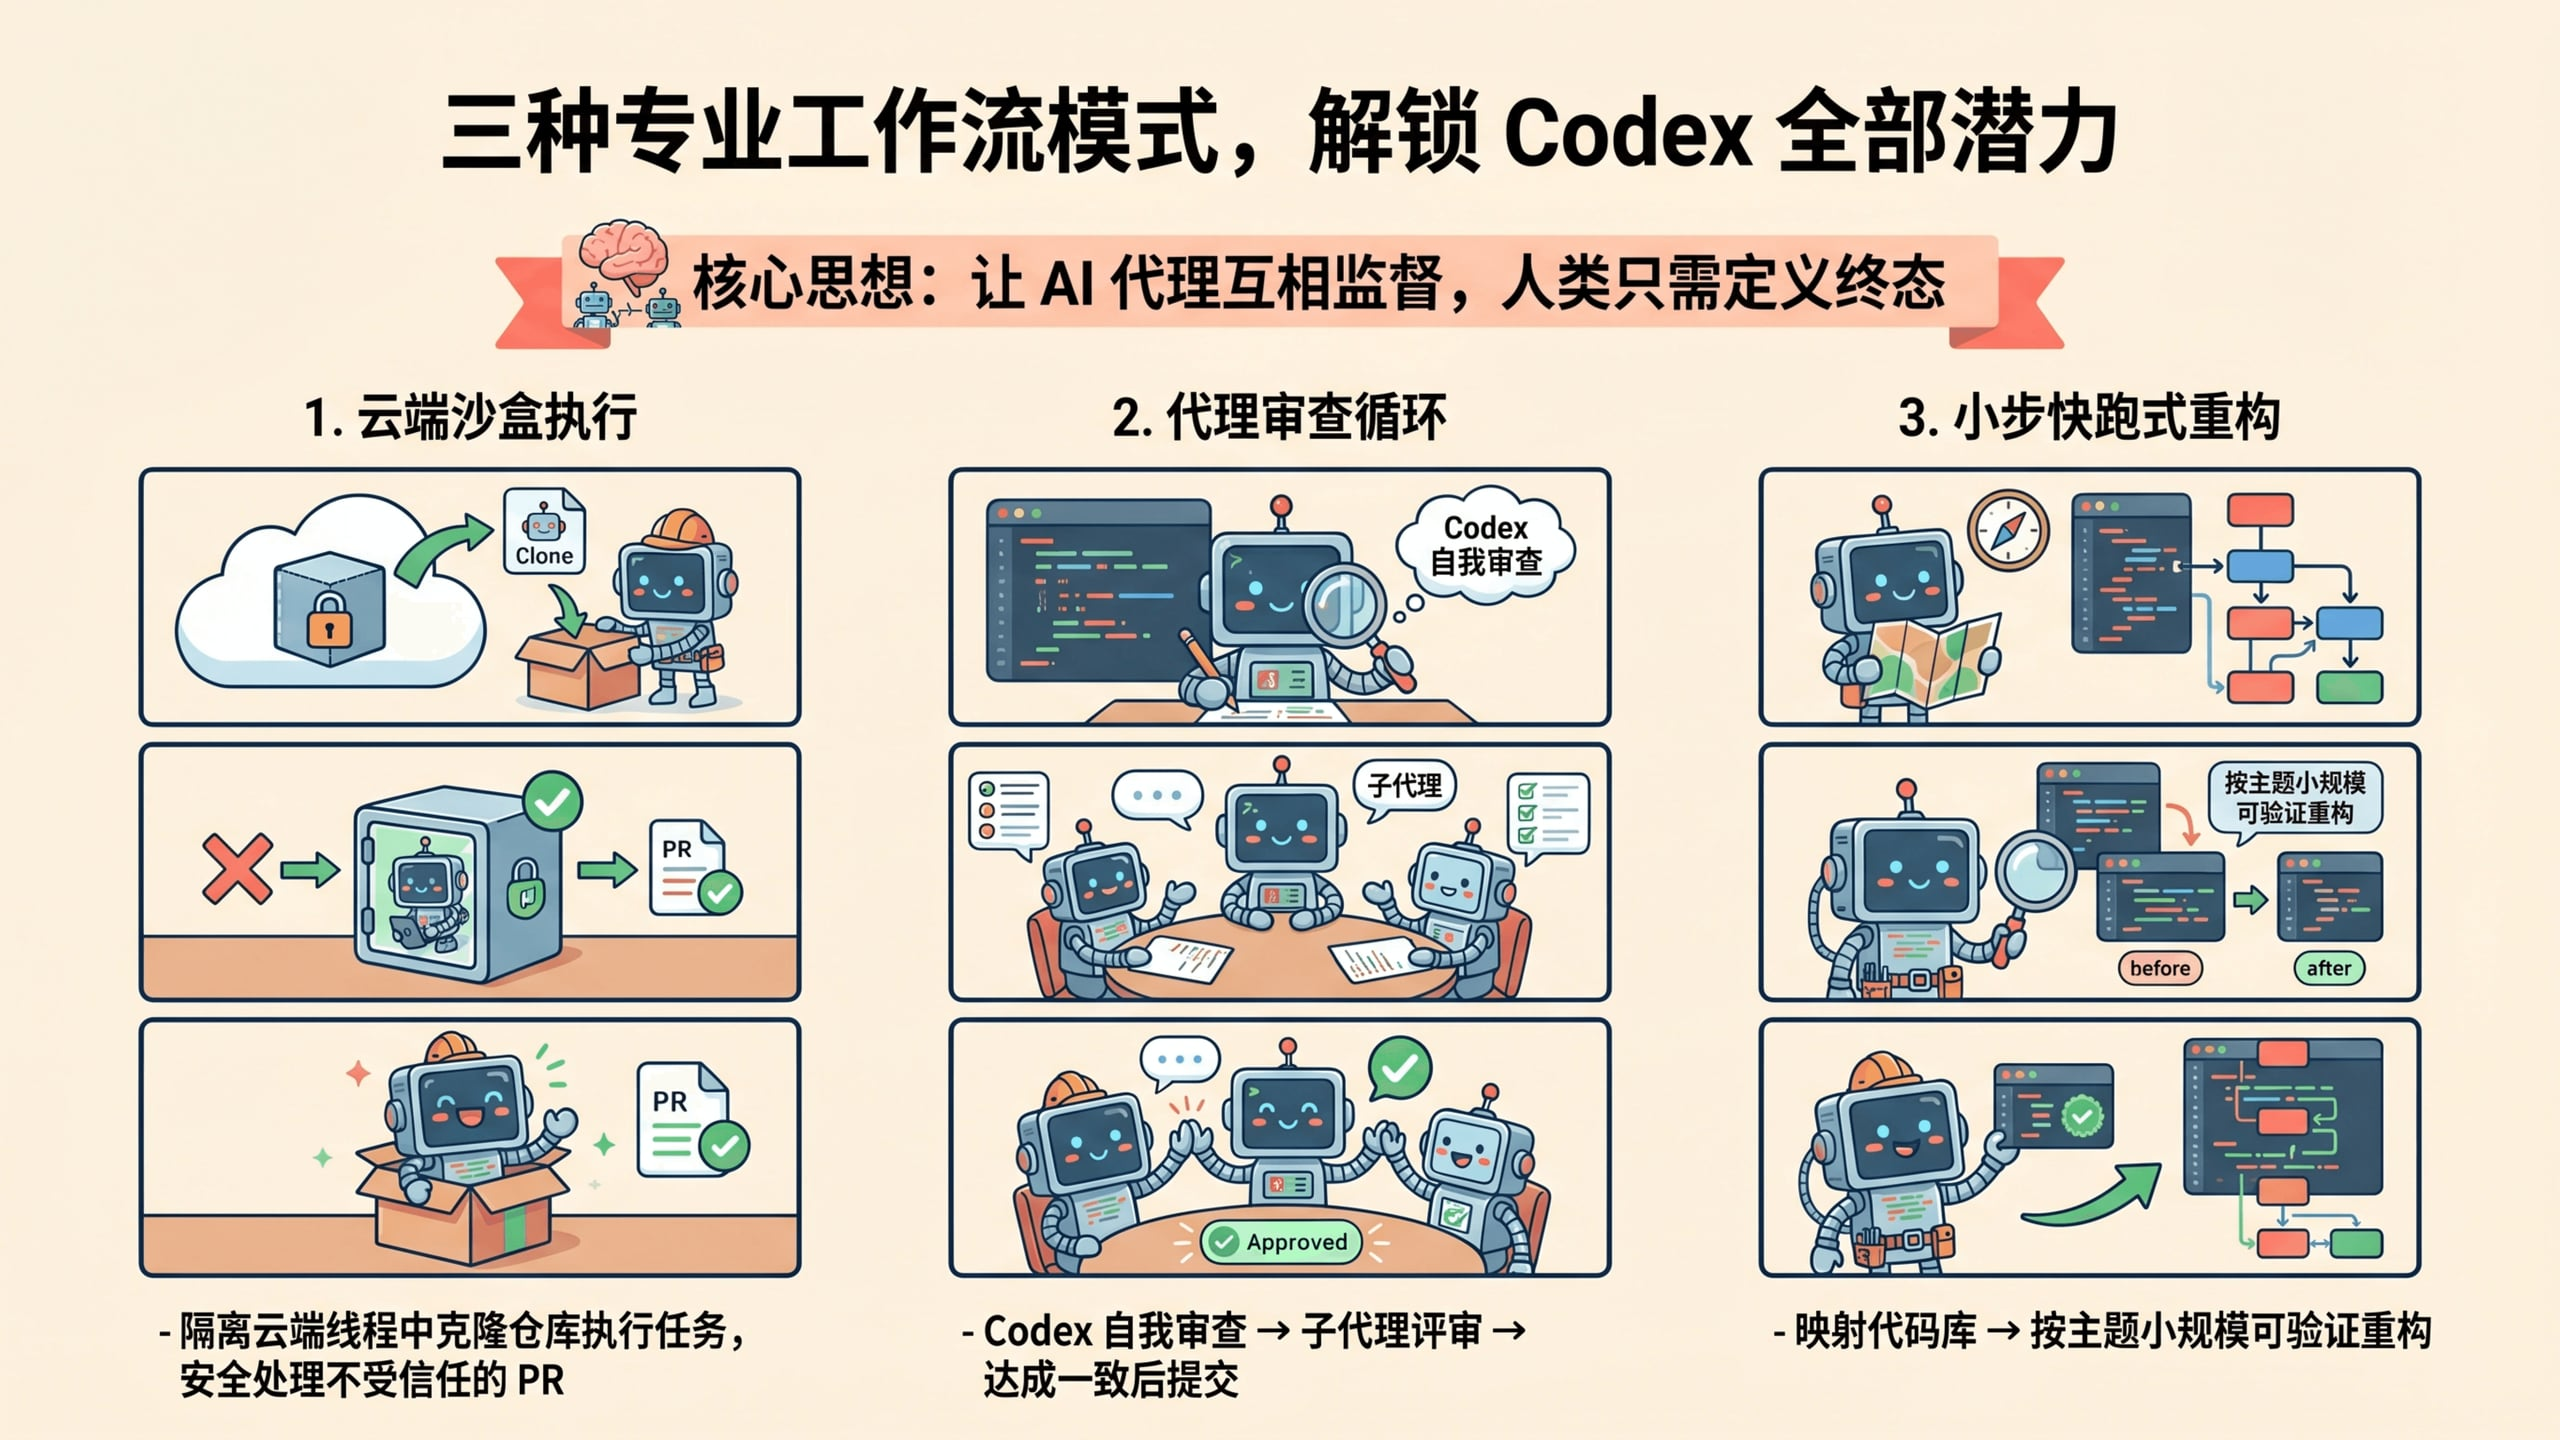 三种专业工作流模式，解锁 Codex 全部潜力
核心思想：让 AI 代理互相监督，人类只需定义终态
1. 云端沙盒执行
Clone
PR
PR
- 隔离云端线程中克隆仓库执行任务，
安全处理不受信任的 PR
2. 代理审查循环
Codex
自我审查
子代理
Approved
- Codex 自我审查 → 子代理评审 →
达成一致后提交
3. 小步快跑式重构
按主题小规模
可验证重构
before
after
- 映射代码库 → 按主题小规模可验证重构